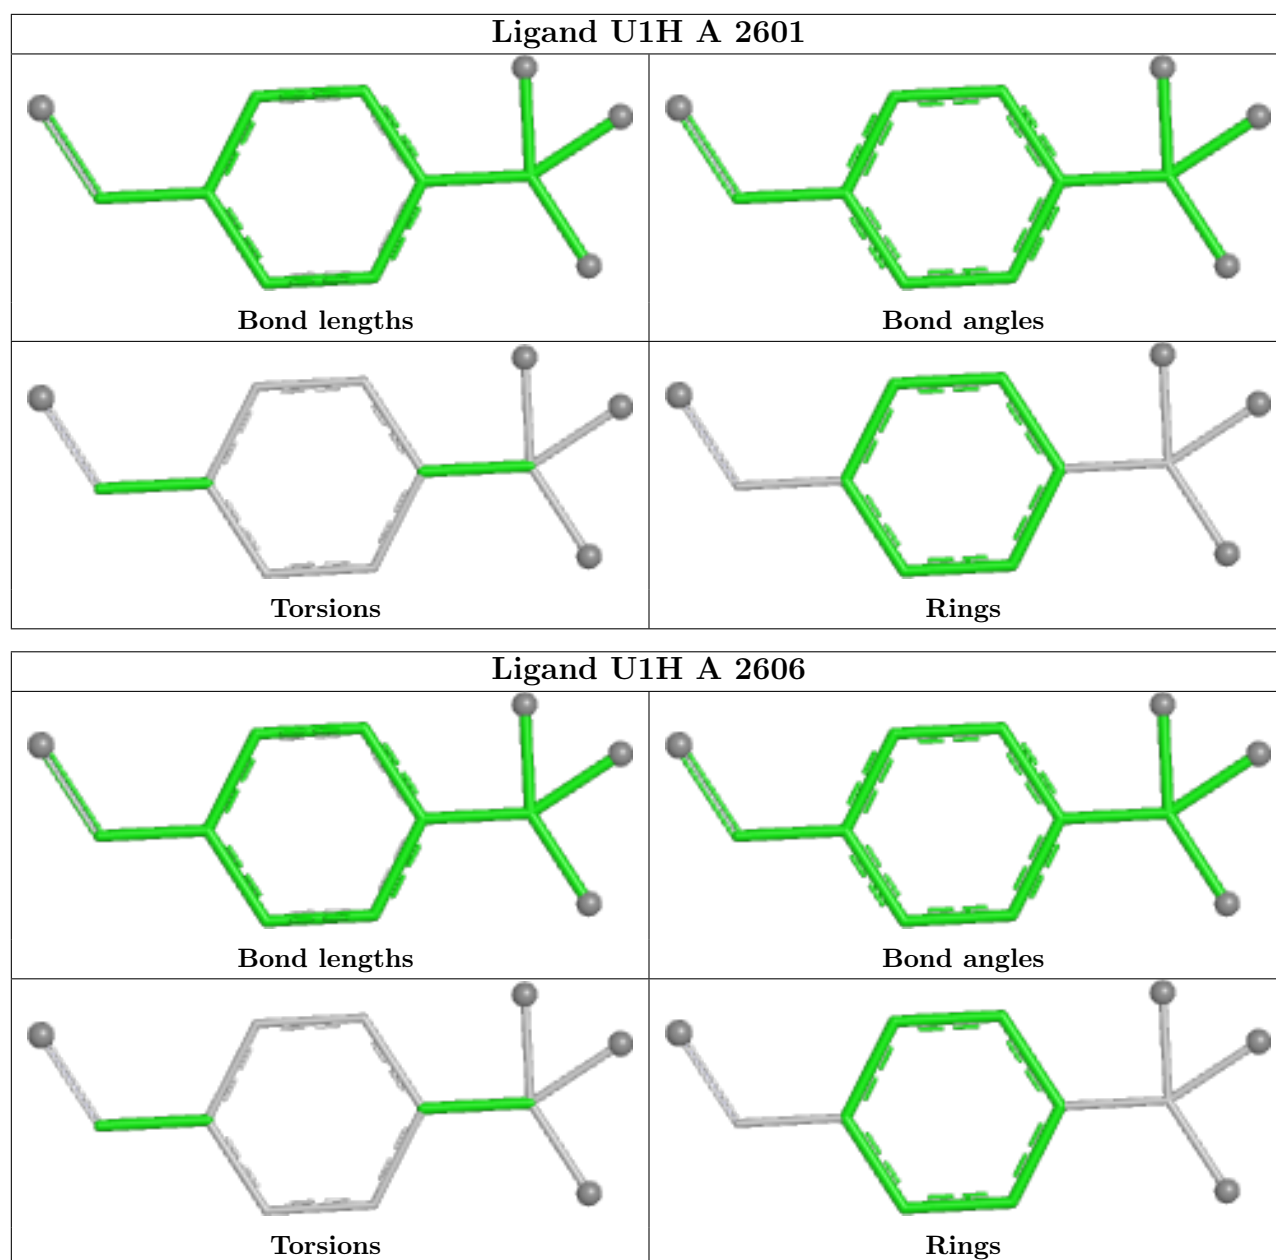 Ligand U1H A 2601
Bond lengths
Bond angles
Torsions
Rings
Ligand U1H A 2606
Bond lengths
Bond angles
Torsions
Rings